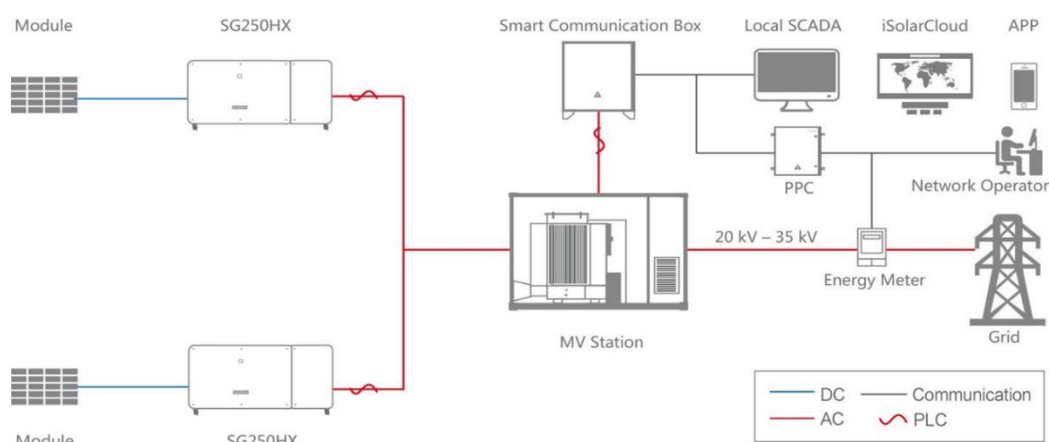 Module
SG250HX
Smart Communication Box
Local SCADA
iSolarCloud
APP
PPC
Network Operator
20 kV – 35 kV
Energy Meter
MV Station
Grid
DC
Communication
AC
PLC
Module
SG250HX